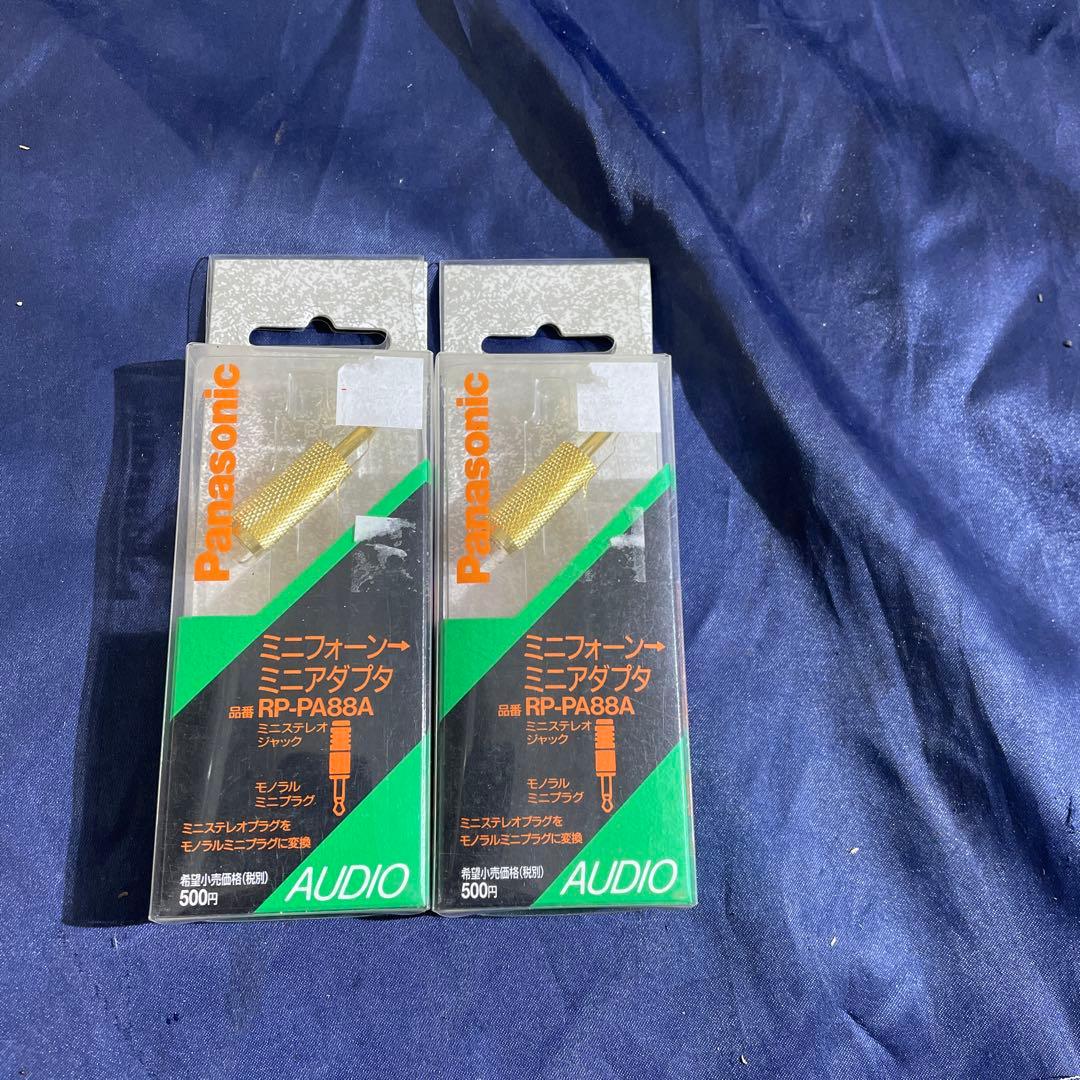 Panasonic
ミニフォーン→
ミニアダプタ
品番 RP-PA88A
ミニステレオ
ジャック
モノラル
ミニプラグ
ミニステレオプラグを
モノラルミニプラグに変換
希望小売価格(税別)
500円
AUDIO
Panasonic
ミニフォーン→
ミニアダプタ
品番 RP-PA88A
ミニステレオ
ジャック
モノラル
ミニプラグ
ミニステレオプラグを
モノラルミニプラグに変換
希望小売価格(税別)
500円
AUDIO